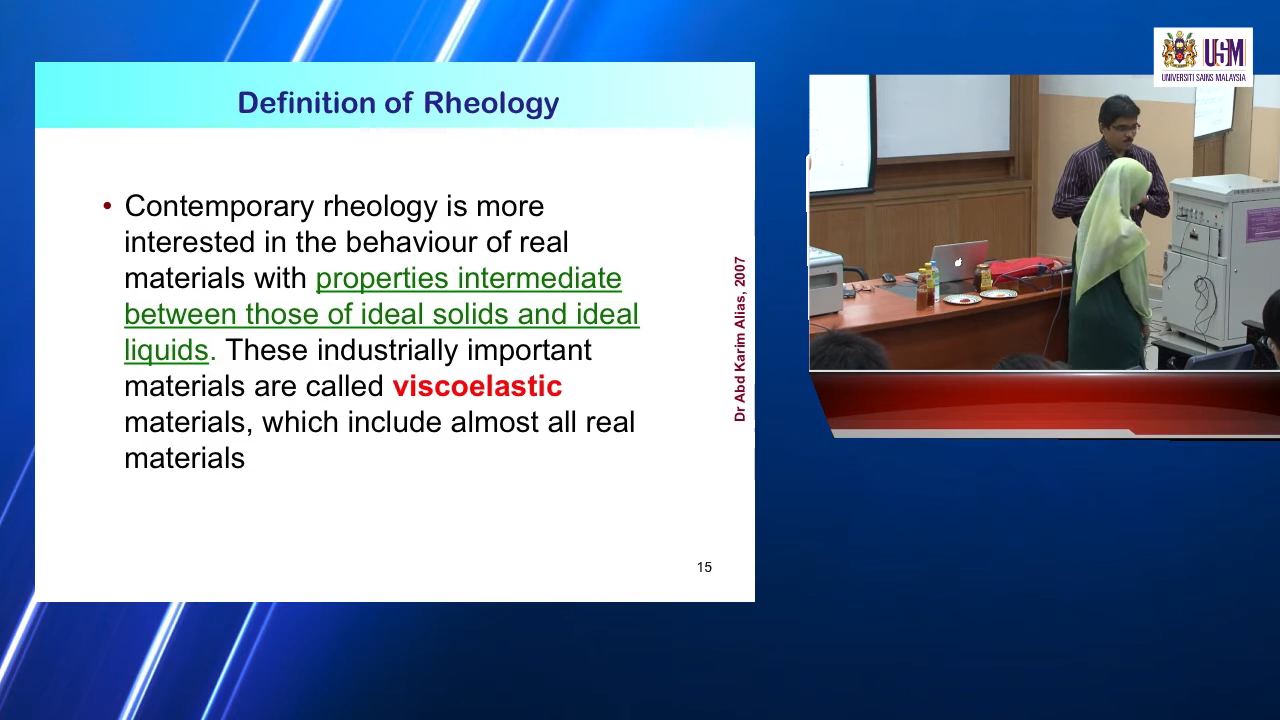 Definition of Rheology
• Contemporary rheology is more
interested in the behaviour of real
materials with properties intermediate
between those of ideal solids and ideal
liquids. These industrially important
materials are called viscoelastic
materials, which include almost all real
materials
Dr Abd Karim Alias, 2007
15
USM
UNIVERSITI SAINS MALAYSIA